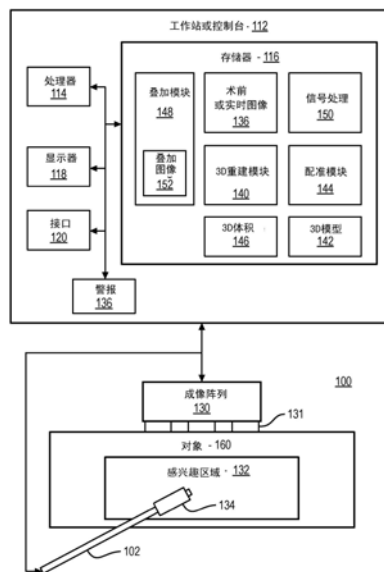 工作站或控制台 -112
存储器 -116
处理器
114
叠加模块
148
术前
或实时图像
136
信号处理
150
显示器
118
叠加
图像
152
3D重建模块
140
配准模块
144
接口
120
3D体积
146
3D模型
142
警报
136
成像阵列
130
100
131
对象 -160
感兴趣区域 -132
134
102